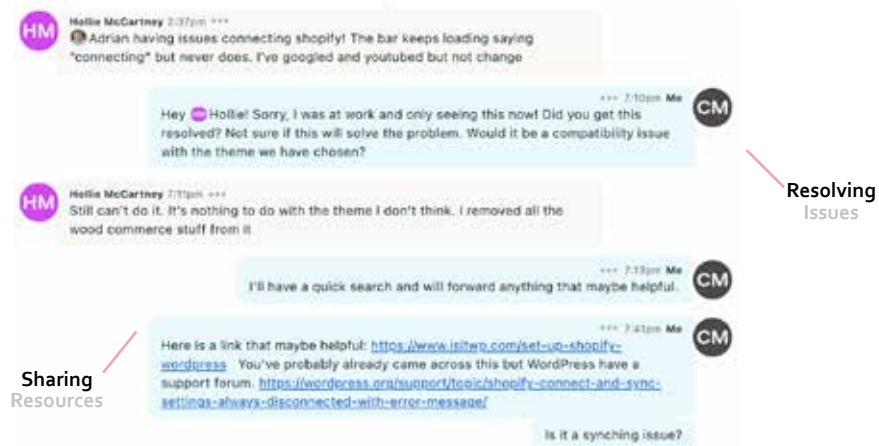 HM
Hollie McCartney 2:37pm •••
Adrian having issues connecting shopify! The bar keeps loading saying
"connecting" but never does. I've googled and youtubed but not change
••• 7:10pm Me
CM
Hey HM Hollie! Sorry, I was at work and only seeing this now! Did you get this
resolved? Not sure if this will solve the problem. Would it be a compatibility issue
with the theme we have chosen?
Resolving
Issues
HM
Hollie McCartney 7:11pm •••
Still can't do it. It's nothing to do with the theme I don't think. I removed all the
wood commerce stuff from it
••• 7:13pm Me
CM
I'll have a quick search and will forward anything that maybe helpful.
••• 7:41pm Me
CM
Here is a link that maybe helpful: https://www.isitwp.com/set-up-shopify-
wordpress You've probably already came across this but WordPress have a
support forum. https://wordpress.org/support/topic/shopify-connect-and-sync-
settings-always-disconnected-with-error-message/
Sharing
Resources
Is it a synching issue?